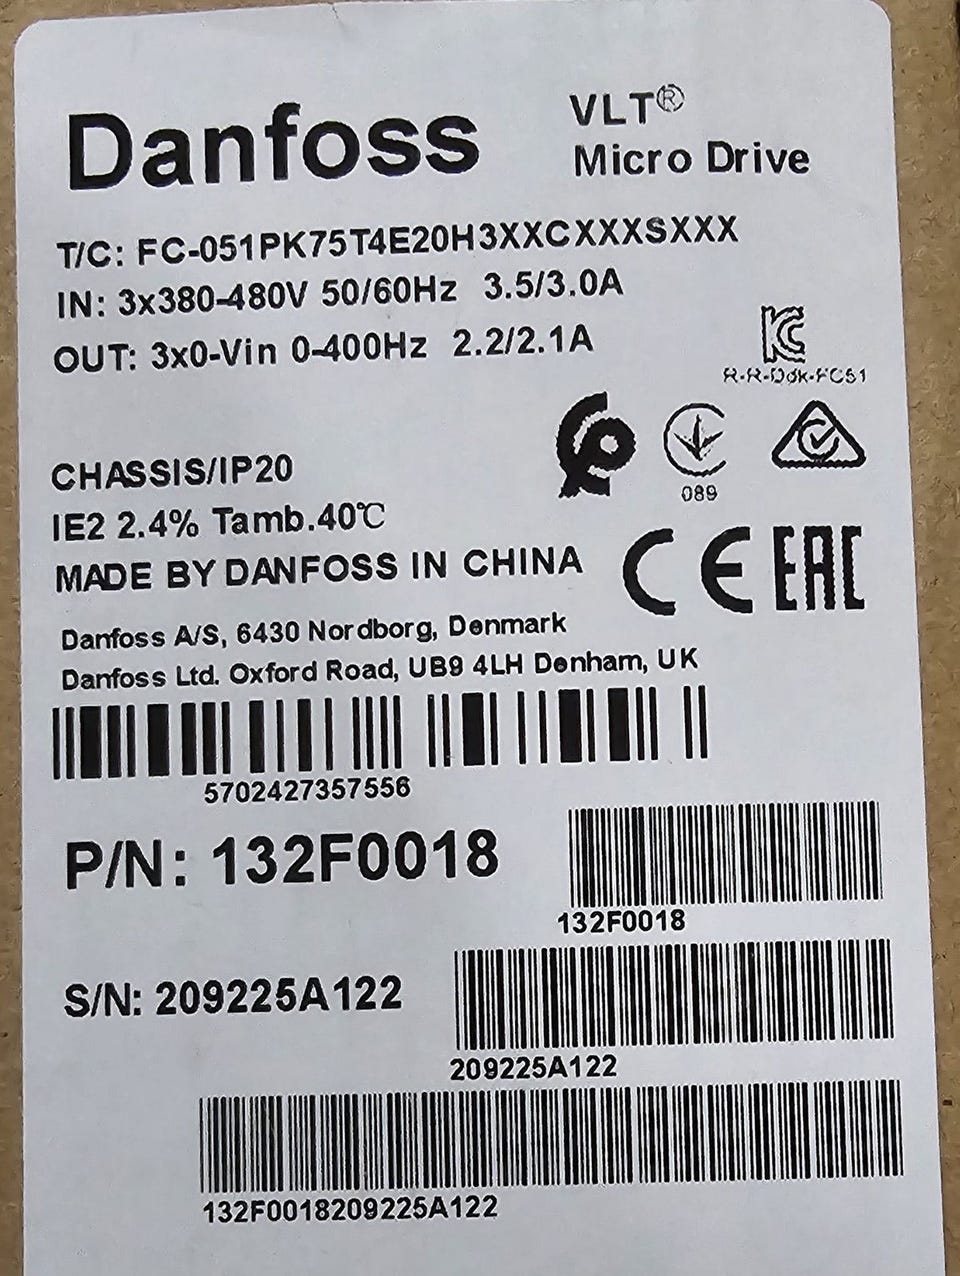 Danfoss
VLT®
Micro Drive
T/C: FC-051PK75T4E20H3XXCXXXSXXX
IN: 3x380-480V 50/60Hz 3.5/3.0A
OUT: 3x0-Vin 0-400Hz 2.2/2.1A
R-R-Ddk-FC51
089
CHASSIS/IP20
IE2 2.4% Tamb.40℃
MADE BY DANFOSS IN CHINA
CE EAC
Danfoss A/S, 6430 Nordborg, Denmark
Danfoss Ltd. Oxford Road, UB9 4LH Denham, UK
5702427357556
P/N: 132F0018
132F0018
S/N: 209225A122
209225A122
132F0018209225A122